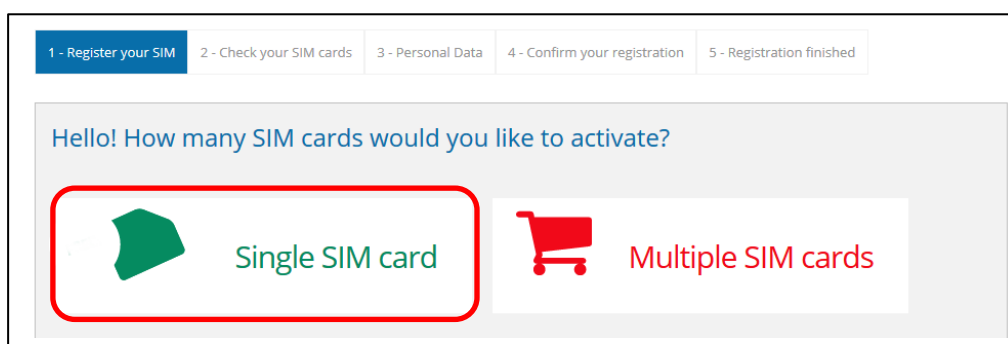 1 - Register your SIM 2 - Check your SIM cards 3 - Personal Data 4 - Confirm your registration 5 - Registration finished
Hello! How many SIM cards would you like to activate?
Single SIM card Multiple SIM cards